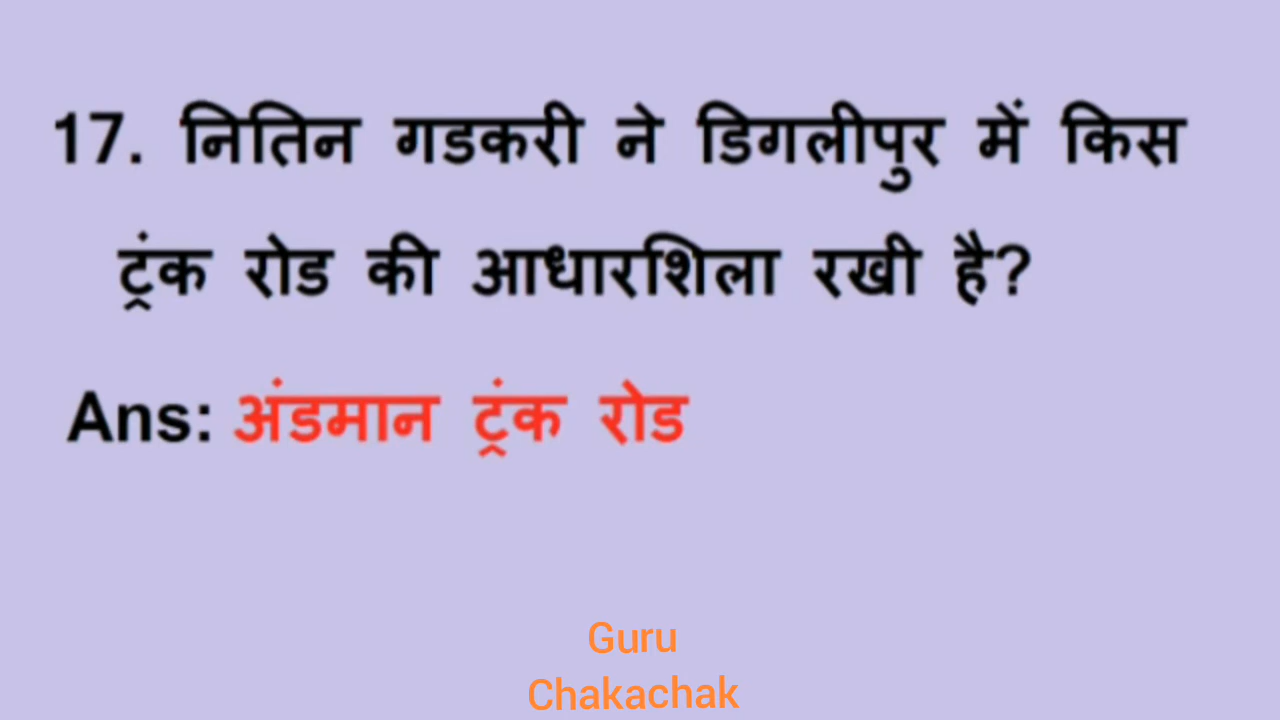 17. नितिन गडकरी ने डिगलीपुर में किस
ट्रंक रोड की आधारशिला रखी है?
Ans: अंडमान ट्रंक रोड
Guru
Chakachak